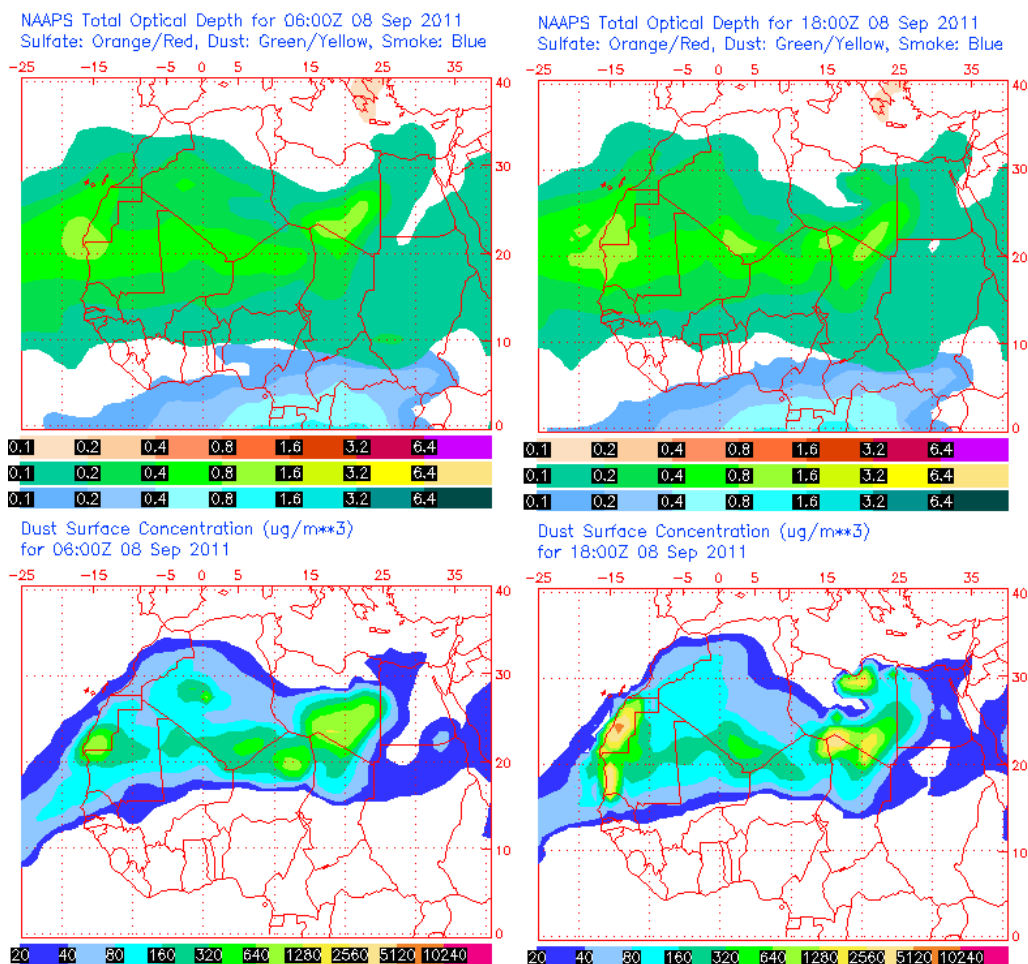 NAAPS Total Optical Depth for 06:00Z 08 Sep 2011
Sulfate: Orange/Red, Dust: Green/Yellow, Smoke: Blue
-25 -15 -5 0 5 15 25 35
40
30
20
10
0
0.1 0.2 0.4 0.8 1.6 3.2 6.4
0.1 0.2 0.4 0.8 1.6 3.2 6.4
0.1 0.2 0.4 0.8 1.6 3.2 6.4
NAAPS Total Optical Depth for 18:00Z 08 Sep 2011
Sulfate: Orange/Red, Dust: Green/Yellow, Smoke: Blue
-25 -15 -5 0 5 15 25 35
40
30
20
10
0
0.1 0.2 0.4 0.8 1.6 3.2 6.4
0.1 0.2 0.4 0.8 1.6 3.2 6.4
0.1 0.2 0.4 0.8 1.6 3.2 6.4
Dust Surface Concentration (ug/m**3)
for 06:00Z 08 Sep 2011
-25 -15 -5 0 5 15 25 35
40
30
20
10
0
20 40 80 160 320 640 1280 2560 5120 10240
Dust Surface Concentration (ug/m**3)
for 18:00Z 08 Sep 2011
-25 -15 -5 0 5 15 25 35
40
30
20
10
0
20 40 80 160 320 640 1280 2560 5120 10240